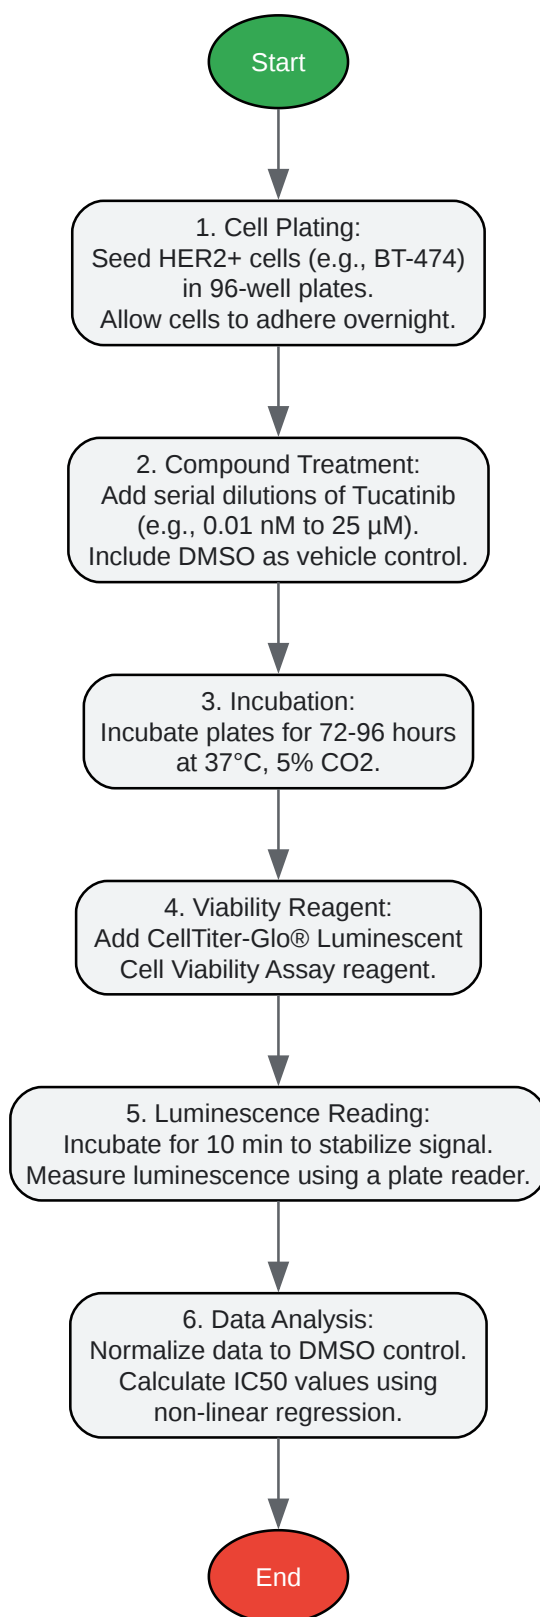 Start
1. Cell Plating:
Seed HER2+ cells (e.g., BT-474)
in 96-well plates.
Allow cells to adhere overnight.
2. Compound Treatment:
Add serial dilutions of Tucatinib
(e.g., 0.01 nM to 25 µM).
Include DMSO as vehicle control.
3. Incubation:
Incubate plates for 72-96 hours
at 37°C, 5% CO2.
4. Viability Reagent:
Add CellTiter-Glo® Luminescent
Cell Viability Assay reagent.
5. Luminescence Reading:
Incubate for 10 min to stabilize signal.
Measure luminescence using a plate reader.
6. Data Analysis:
Normalize data to DMSO control.
Calculate IC50 values using
non-linear regression.
End